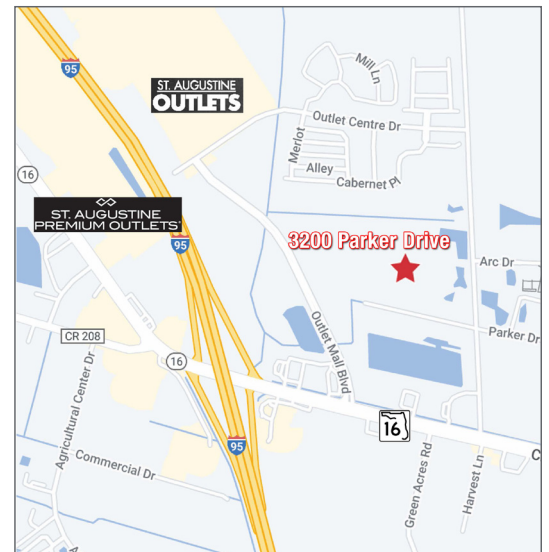 95
ST. AUGUSTINE
OUTLETS
Mill Ln
Outlet Centre Dr
Merlot
Alley
Cabernet Pl
16
ST. AUGUSTINE
PREMIUM OUTLETS
95
3200 Parker Drive
Arc Dr
Outlet Mall Blvd
Parker Dr
CR 208
16
16
Agricultural Center Dr
95
Commercial Dr
Green Acres Rd
Harvest Ln
C